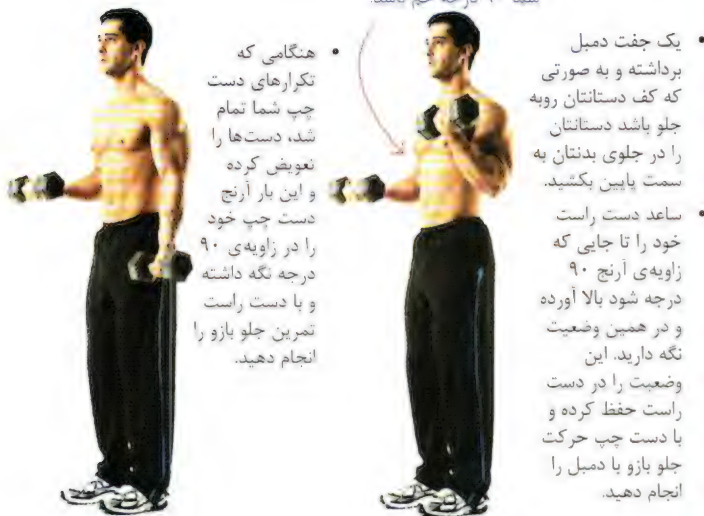 • یک جفت دمبل
برداشته و به صورتی
که کف دستانتان روبه
جلو باشد دستانتان
را در جلوی بدنتان به
سمت پایین بکشید.
• ساعد دست راست
خود را تا جایی که
زاویه‌ی آرنج ۹۰
درجه شود بالا آورده
و در همین وضعیت
نگه دارید. این
وضعیت را در دست
راست حفظ کرده و
با دست چپ حرکت
جلو بازو با دمبل را
انجام دهید.
• هنگامی که
تکرارهای دست
چپ شما تمام
شد، دست‌ها را
تعویض کرده
و این بار آرنج
دست چپ خود
را در زاویه‌ی ۹۰
درجه نگه داشته
و با دست راست
تمرین جلو بازو را
انجام دهید.